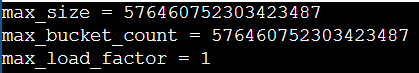 max_size = 576460752303423487
max_bucket_count = 576460752303423487
max_load_factor = 1